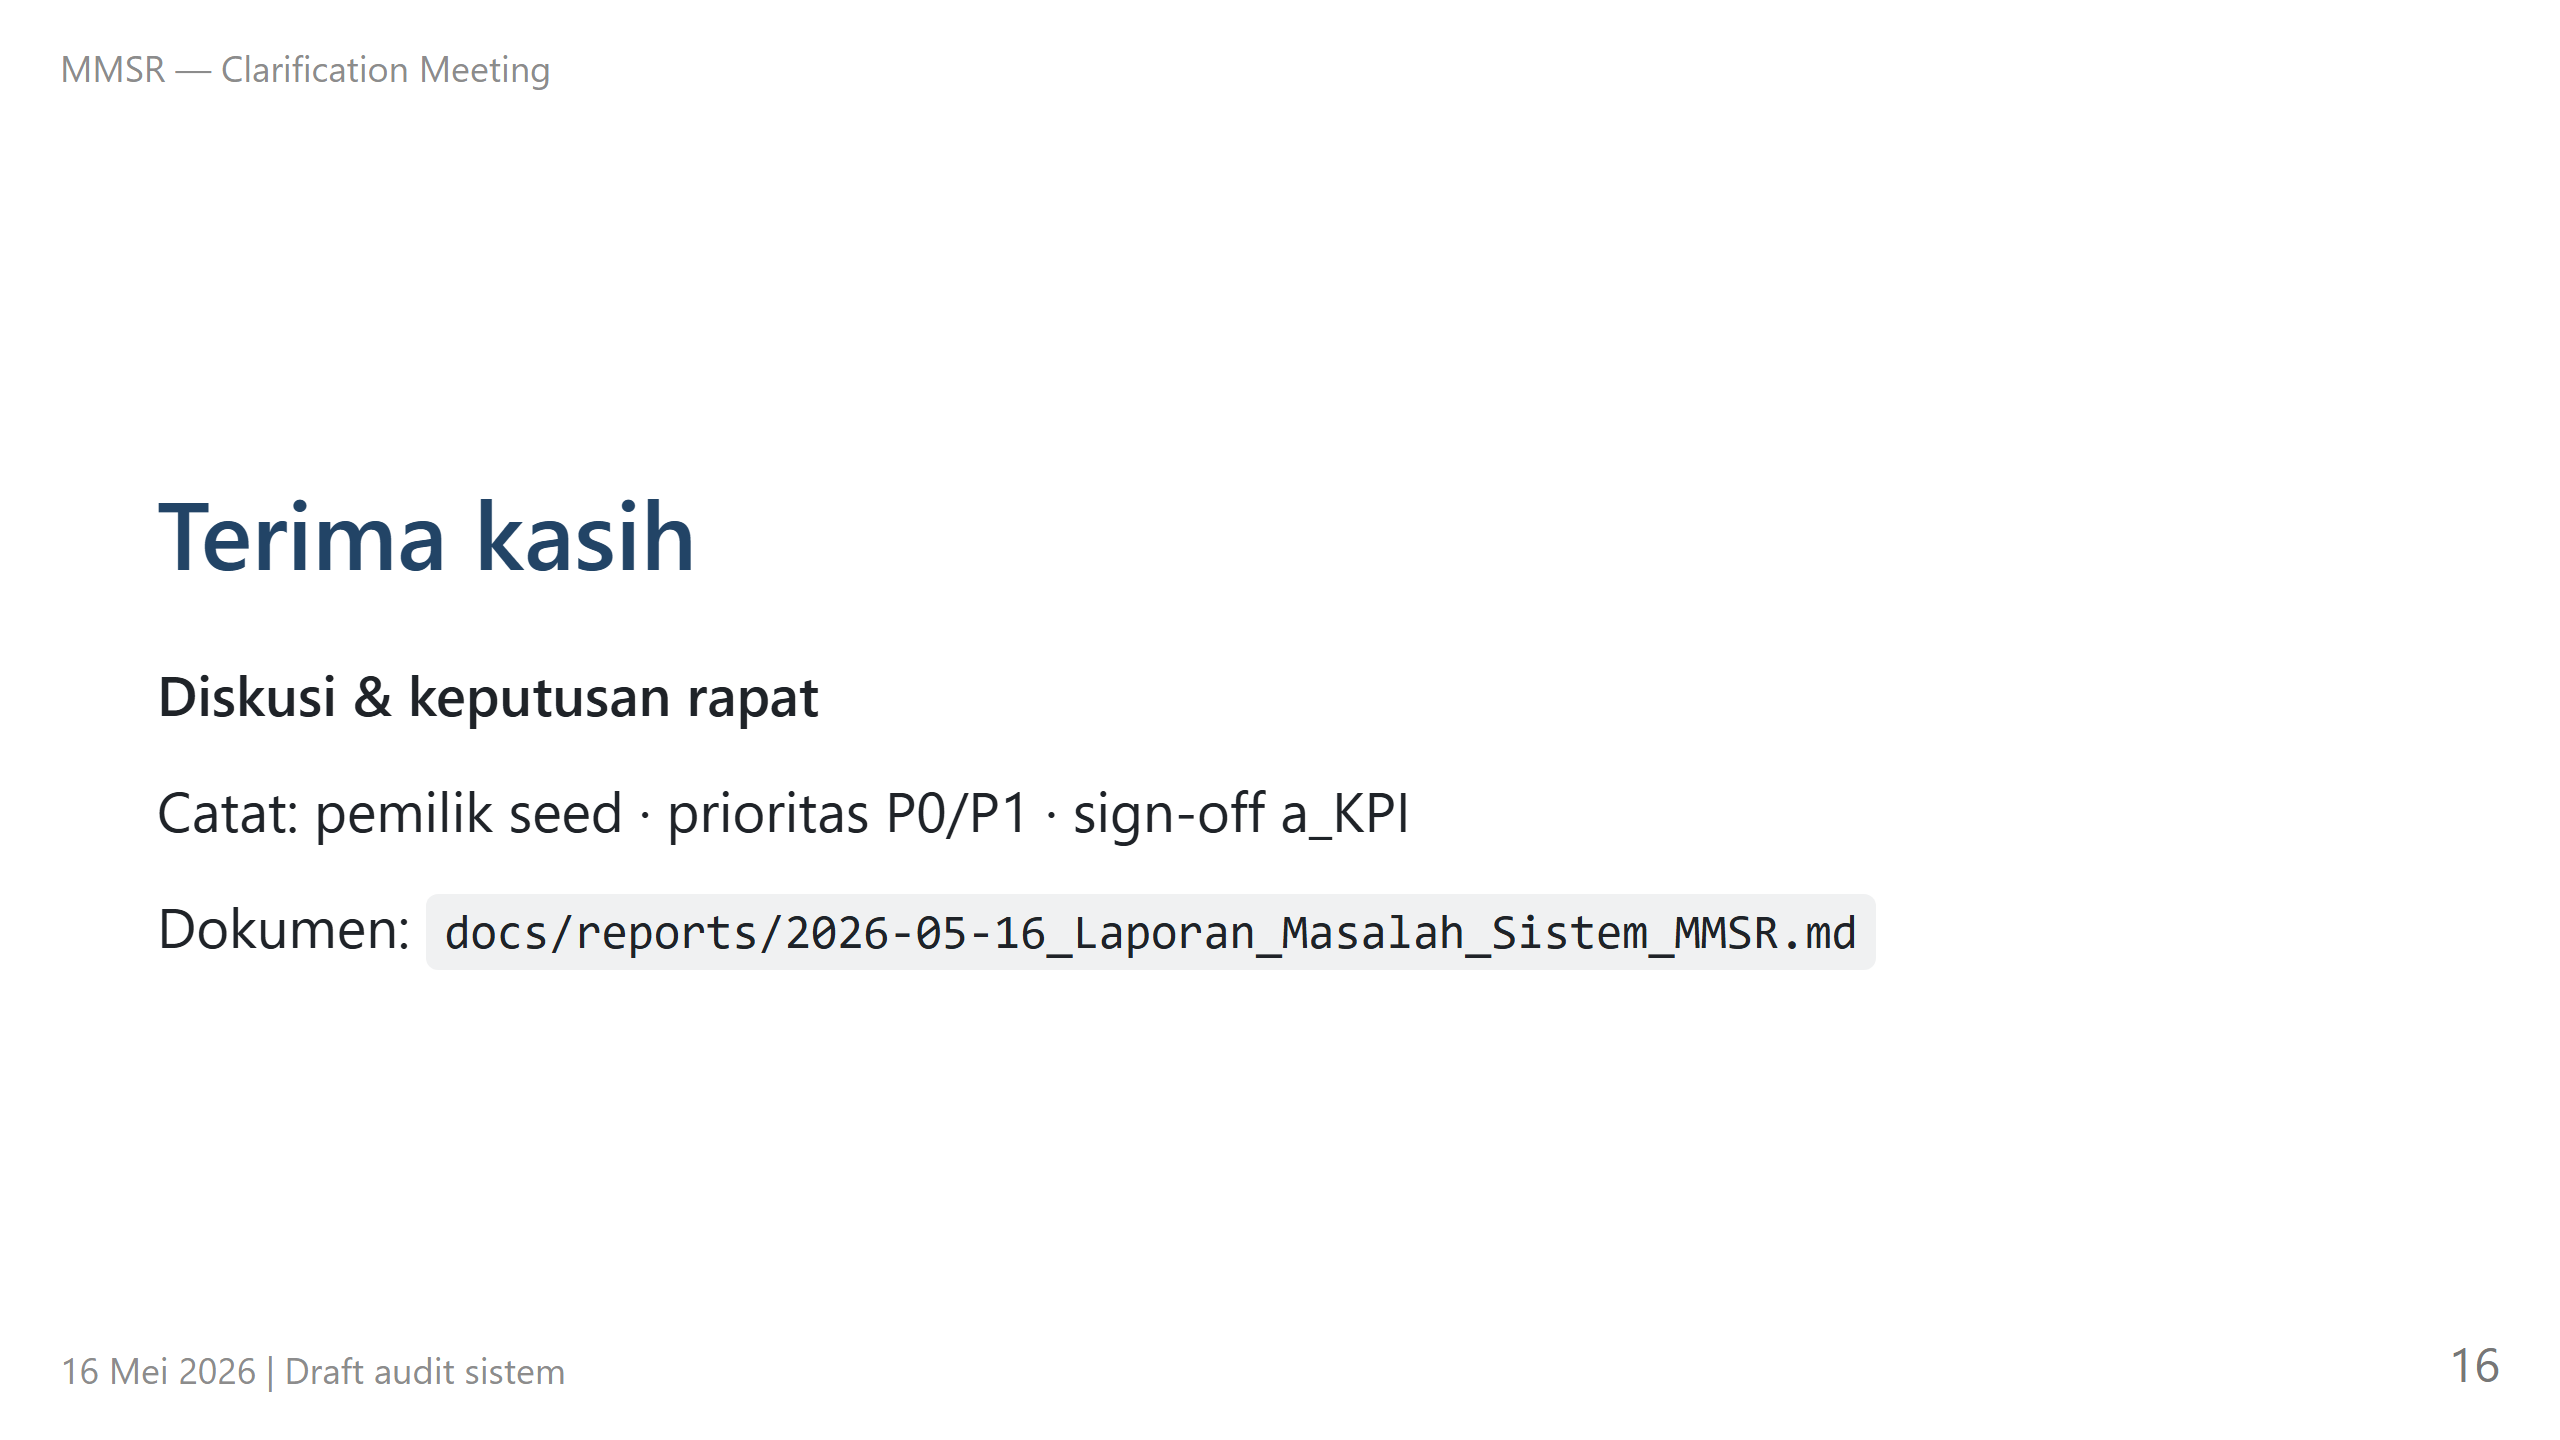 MMSR — Clarification Meeting
Terima kasih
Diskusi & keputusan rapat
Catat: pemilik seed · prioritas P0/P1 · sign-off a_KPI
Dokumen: docs/reports/2026-05-16_Laporan_Masalah_Sistem_MMSR.md
16 Mei 2026 | Draft audit sistem
16